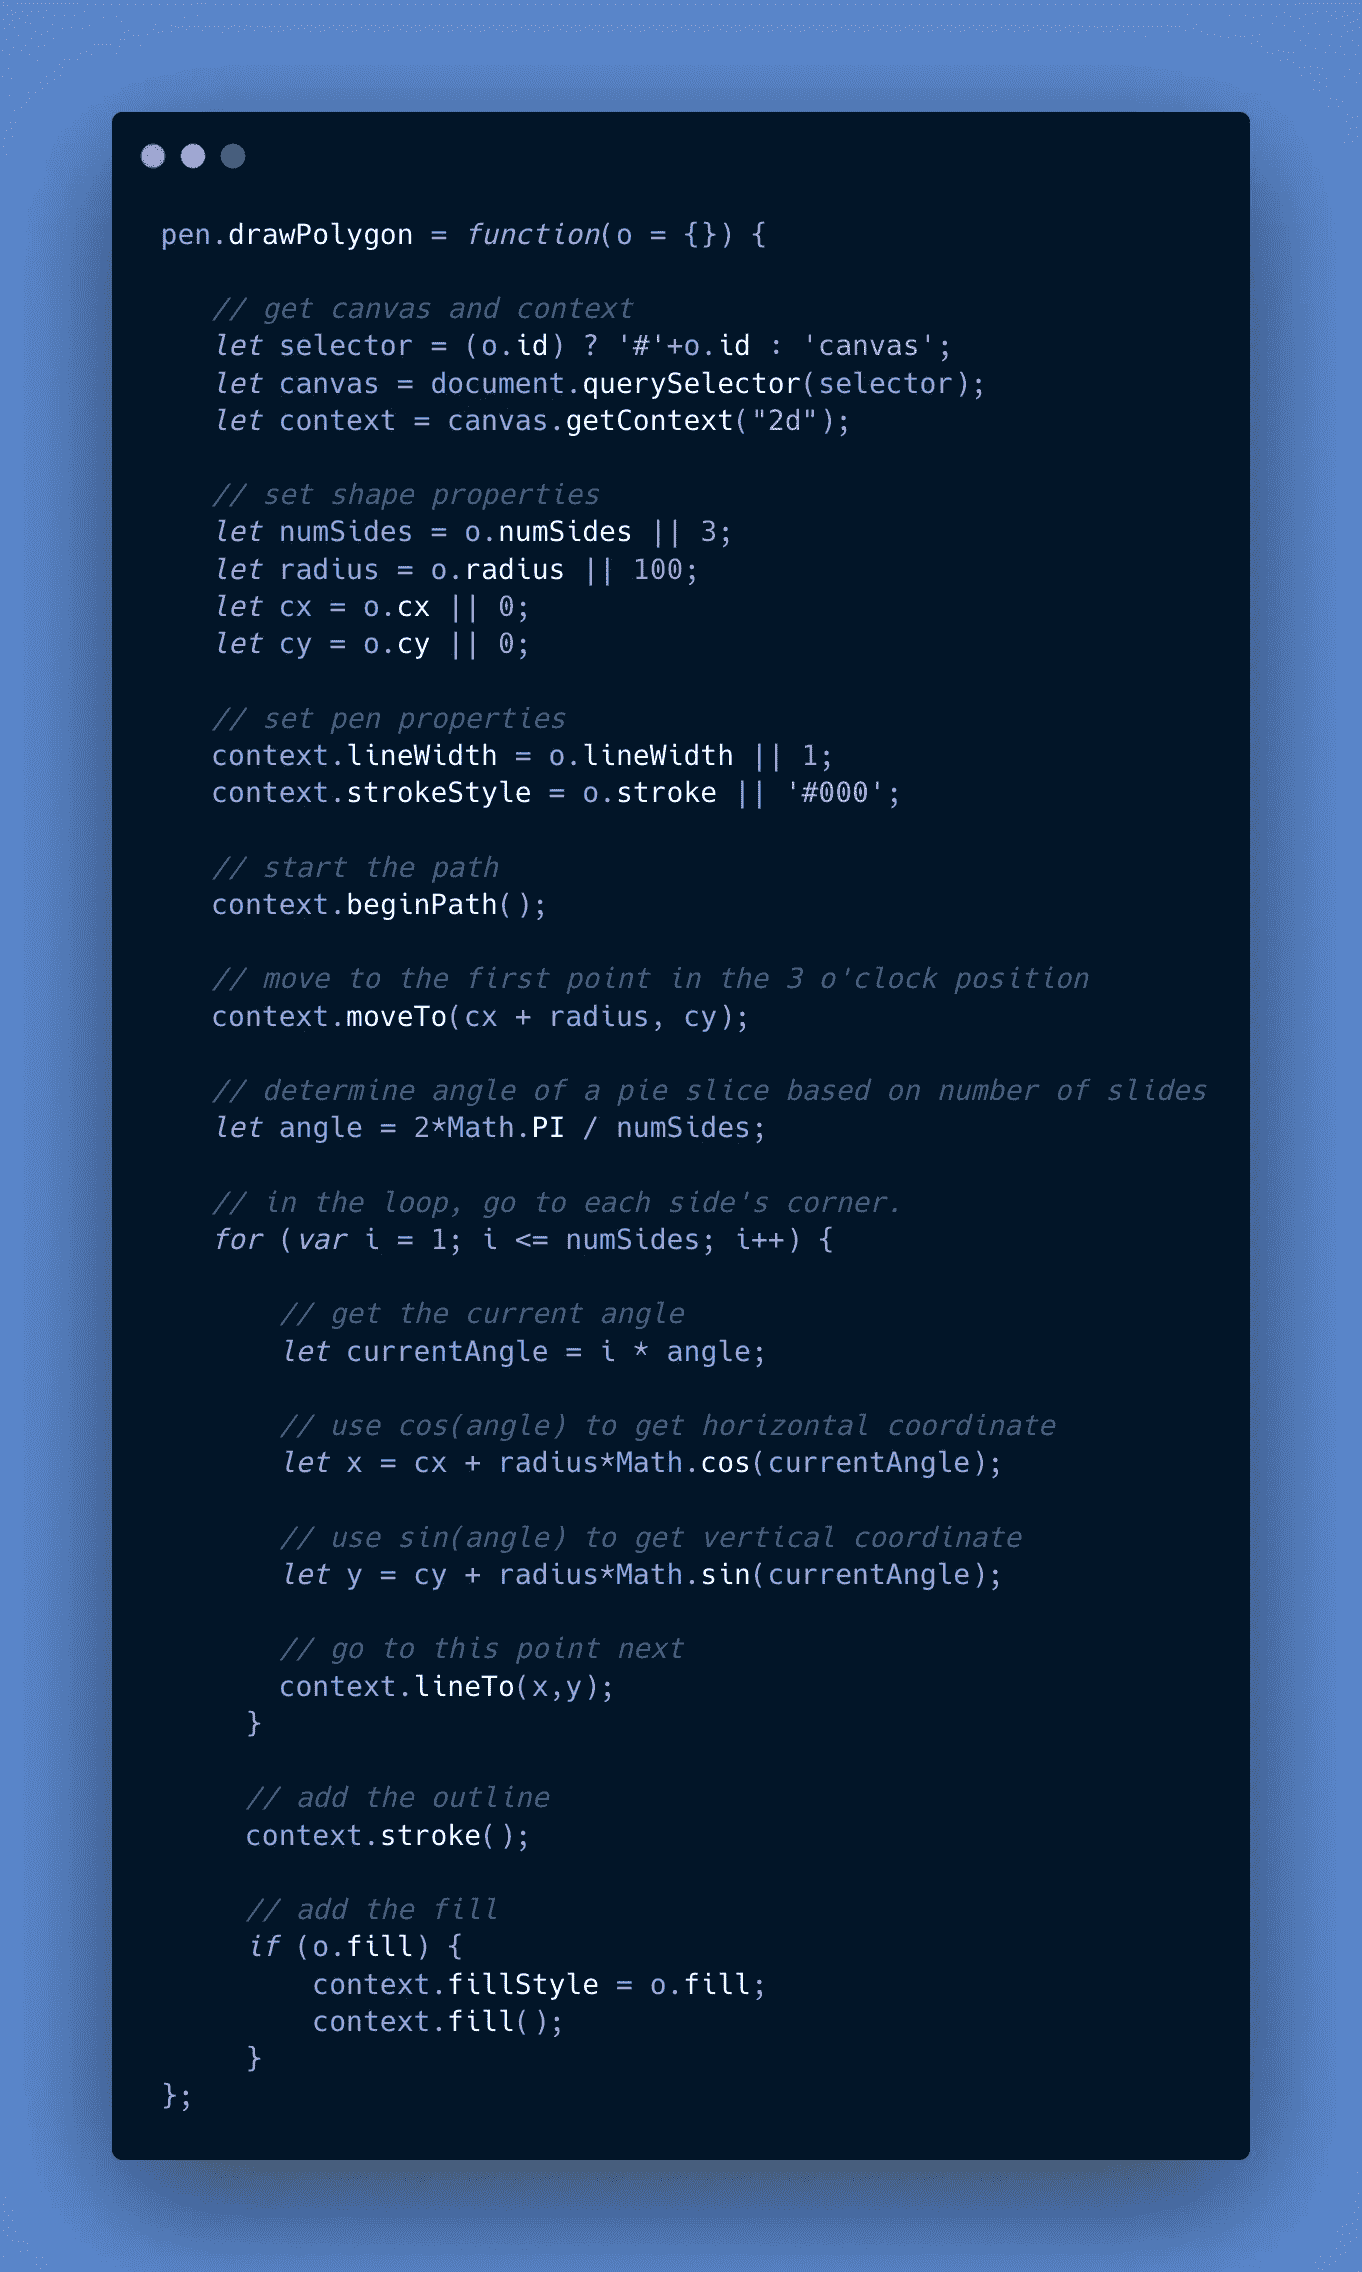 pen.drawPolygon = function(o = {}) {
// get canvas and context
let selector = (o.id) ? '#'+o.id : 'canvas';
let canvas = document.querySelector(selector);
let context = canvas.getContext("2d");
// set shape properties
let numSides = o.numSides || 3;
let radius = o.radius || 100;
let cx = o.cx || 0;
let cy = o.cy || 0;
// set pen properties
context.lineWidth = o.lineWidth || 1;
context.strokeStyle = o.stroke || '#000';
// start the path
context.beginPath();
// move to the first point in the 3 o'clock position
context.moveTo(cx + radius, cy);
// determine angle of a pie slice based on number of slides
let angle = 2*Math.PI / numSides;
// in the loop, go to each side's corner.
for (var i = 1; i <= numSides; i++) {
// get the current angle
let currentAngle = i * angle;
// use cos(angle) to get horizontal coordinate
let x = cx + radius*Math.cos(currentAngle);
// use sin(angle) to get vertical coordinate
let y = cy + radius*Math.sin(currentAngle);
// go to this point next
context.lineTo(x,y);
}
// add the outline
context.stroke();
// add the fill
if (o.fill) {
context.fillStyle = o.fill;
context.fill();
}
};